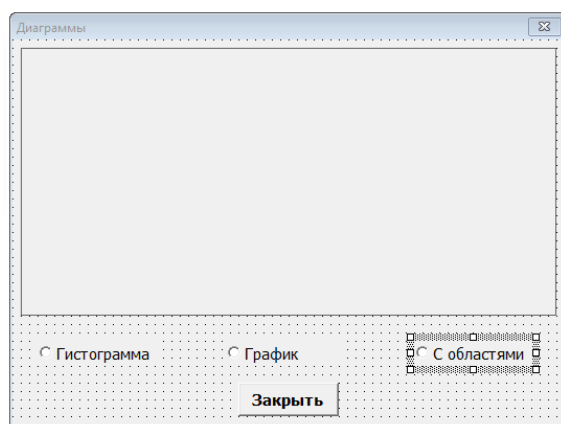 Диаграммы
Гистограмма График С областями
Закрыть